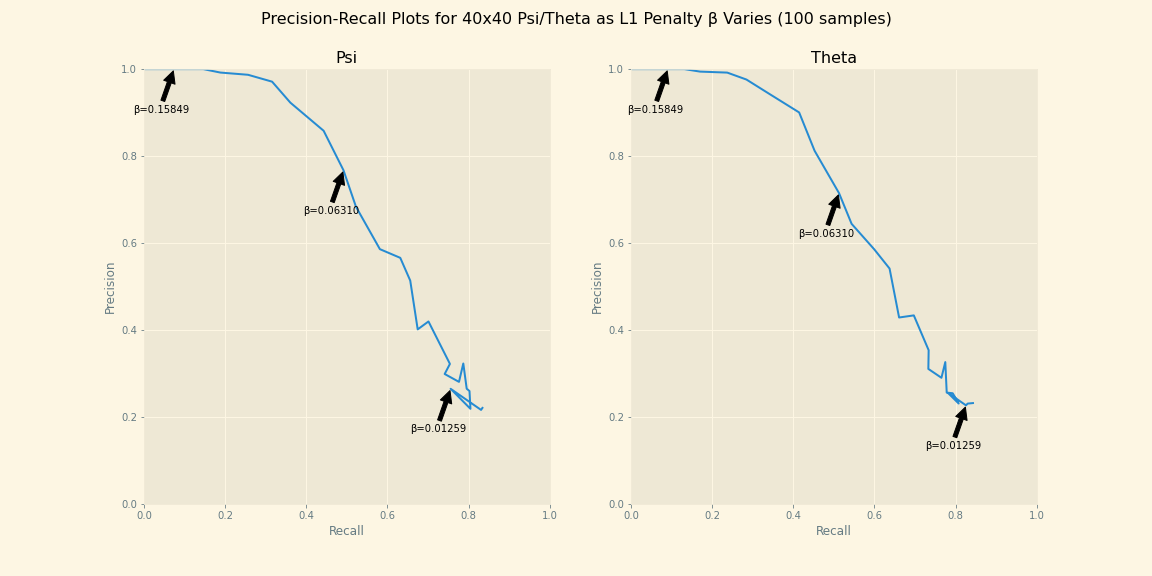 Precision-Recall Plots for 40x40 Psi/Theta as L1 Penalty β Varies (100 samples)
Psi
1.0
0.8
0.6
0.4
0.2
0.0
Precision
β=0.15849
β=0.06310
β=0.01259
0.0 0.2 0.4 0.6 0.8 1.0
Recall
Theta
1.0
0.8
0.6
0.4
0.2
0.0
Precision
β=0.15849
β=0.06310
β=0.01259
0.0 0.2 0.4 0.6 0.8 1.0
Recall